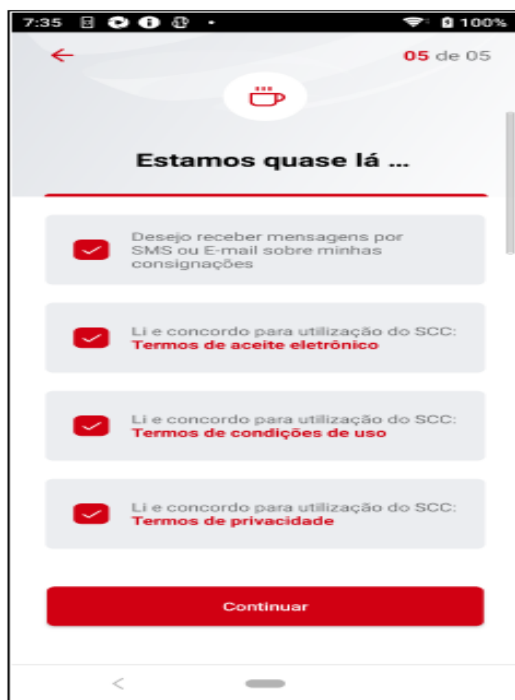 7:35
100%
05 de 05
Estamos quase lá ...
Desejo receber mensagens por
SMS ou E-mail sobre minhas
consignações
Li e concordo para utilização do SCC:
Termos de aceite eletrônico
Li e concordo para utilização do SCC:
Termos de condições de uso
Li e concordo para utilização do SCC:
Termos de privacidade
Continuar